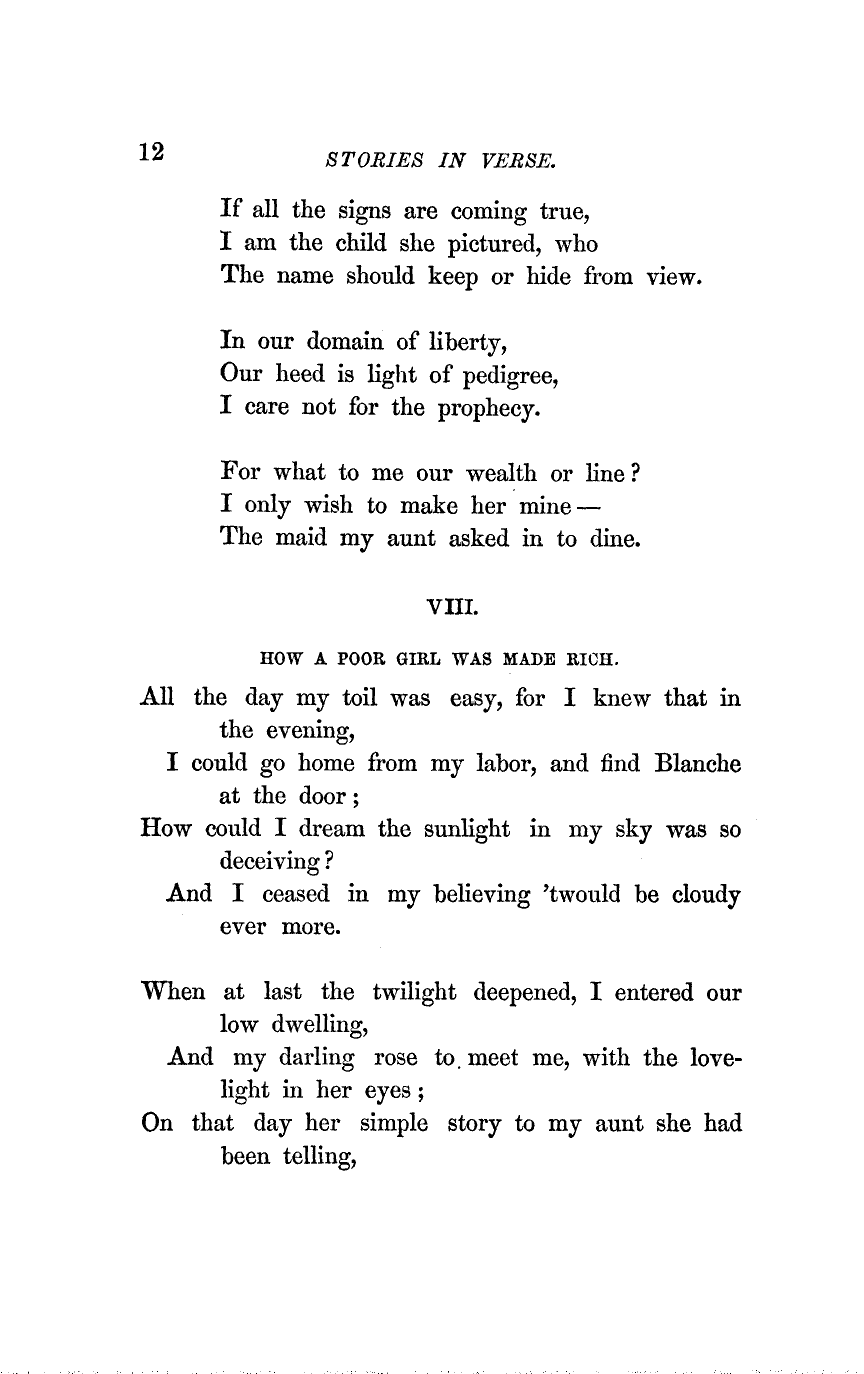 12
STORIES IN VERSE.
If all the signs are coming true,
I am the child she pictured, who
The name should keep or hide from view.
In our domain of liberty,
Our heed is light of pedigree,
I care not for the prophecy.
For what to me our wealth or line?
I only wish to make her mine—
The maid my aunt asked in to dine.
VIII.
HOW A POOR GIRL WAS MADE RICH.
All the day my toil was easy, for I knew that in
the evening,
I could go home from my labor, and find Blanche
at the door;
How could I dream the sunlight in my sky was so
deceiving?
And I ceased in my believing 'twould be cloudy
ever more.
When at last the twilight deepened, I entered our
low dwelling,
And my darling rose to meet me, with the love-
light in her eyes;
On that day her simple story to my aunt she had
been telling,